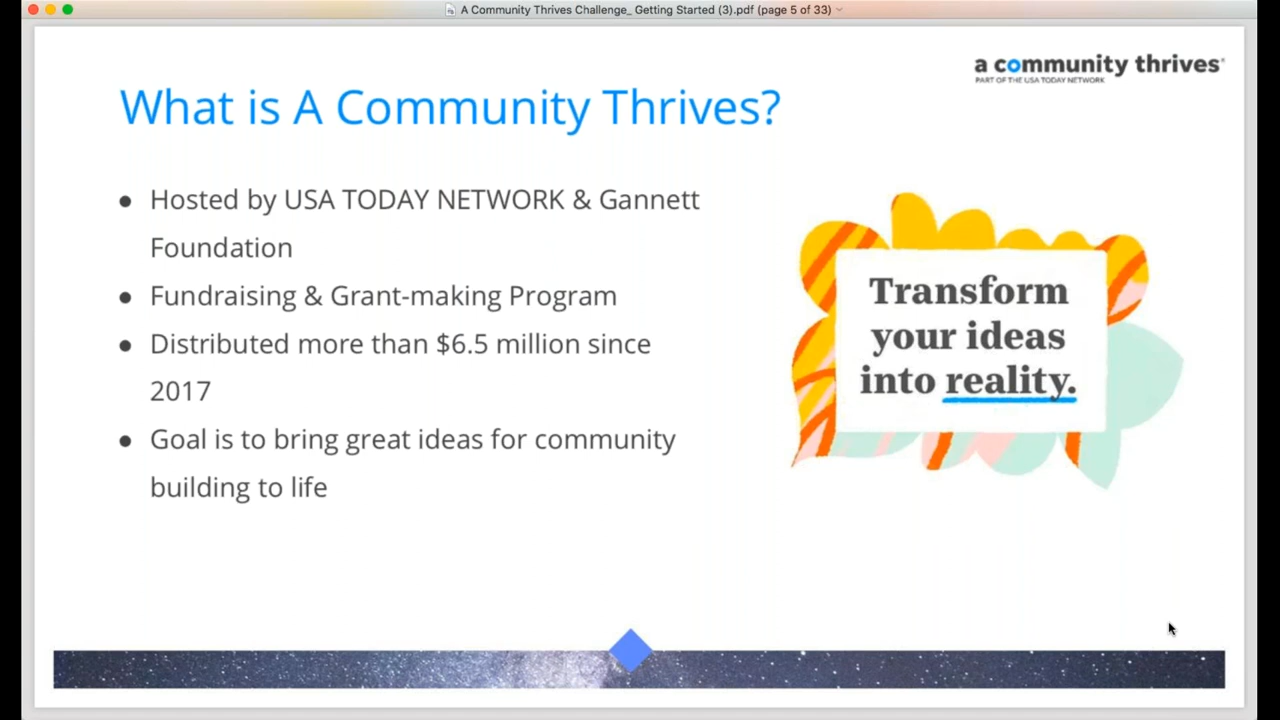 A Community Thrives Challenge_ Getting Started (3).pdf (page 5 of 33)
a community thrives®
PART OF THE USA TODAY NETWORK
What is A Community Thrives?
● Hosted by USA TODAY NETWORK & Gannett
Foundation
● Fundraising & Grant-making Program
● Distributed more than $6.5 million since
2017
● Goal is to bring great ideas for community
building to life
Transform
your ideas
into reality.